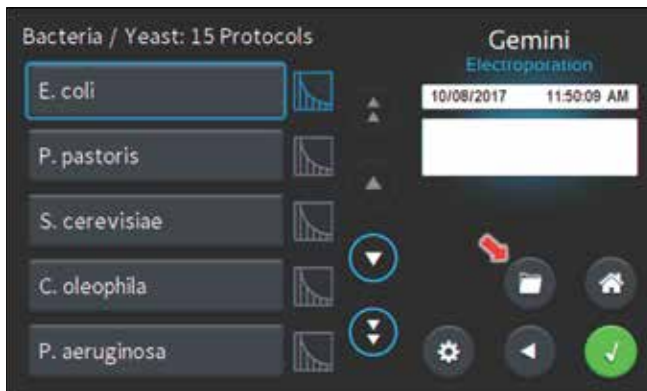 Bacteria / Yeast: 15 Protocols
E. coli
P. pastoris
S. cerevisiae
C. oleophila
P. aeruginosa
Gemini
Electroporation
10/08/2017 11:50:09 AM